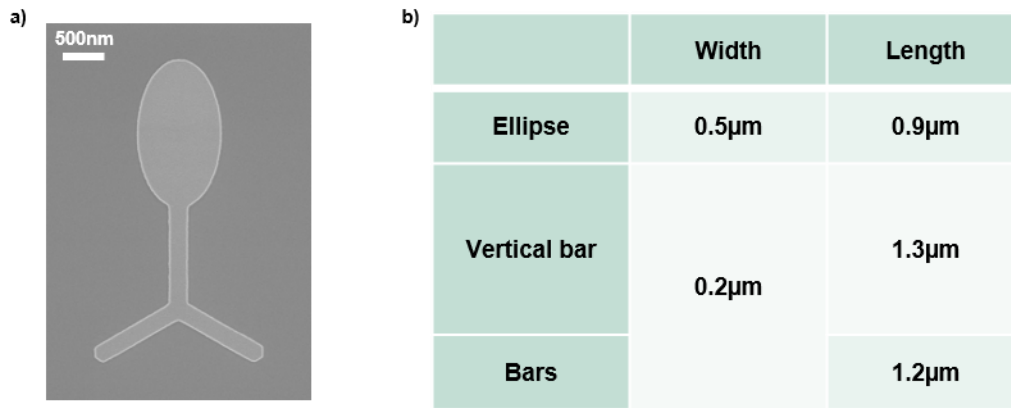 a)
500nm
b)
Width
Length
Ellipse
0.5µm
0.9µm
Vertical bar
0.2µm
1.3µm
Bars
1.2µm